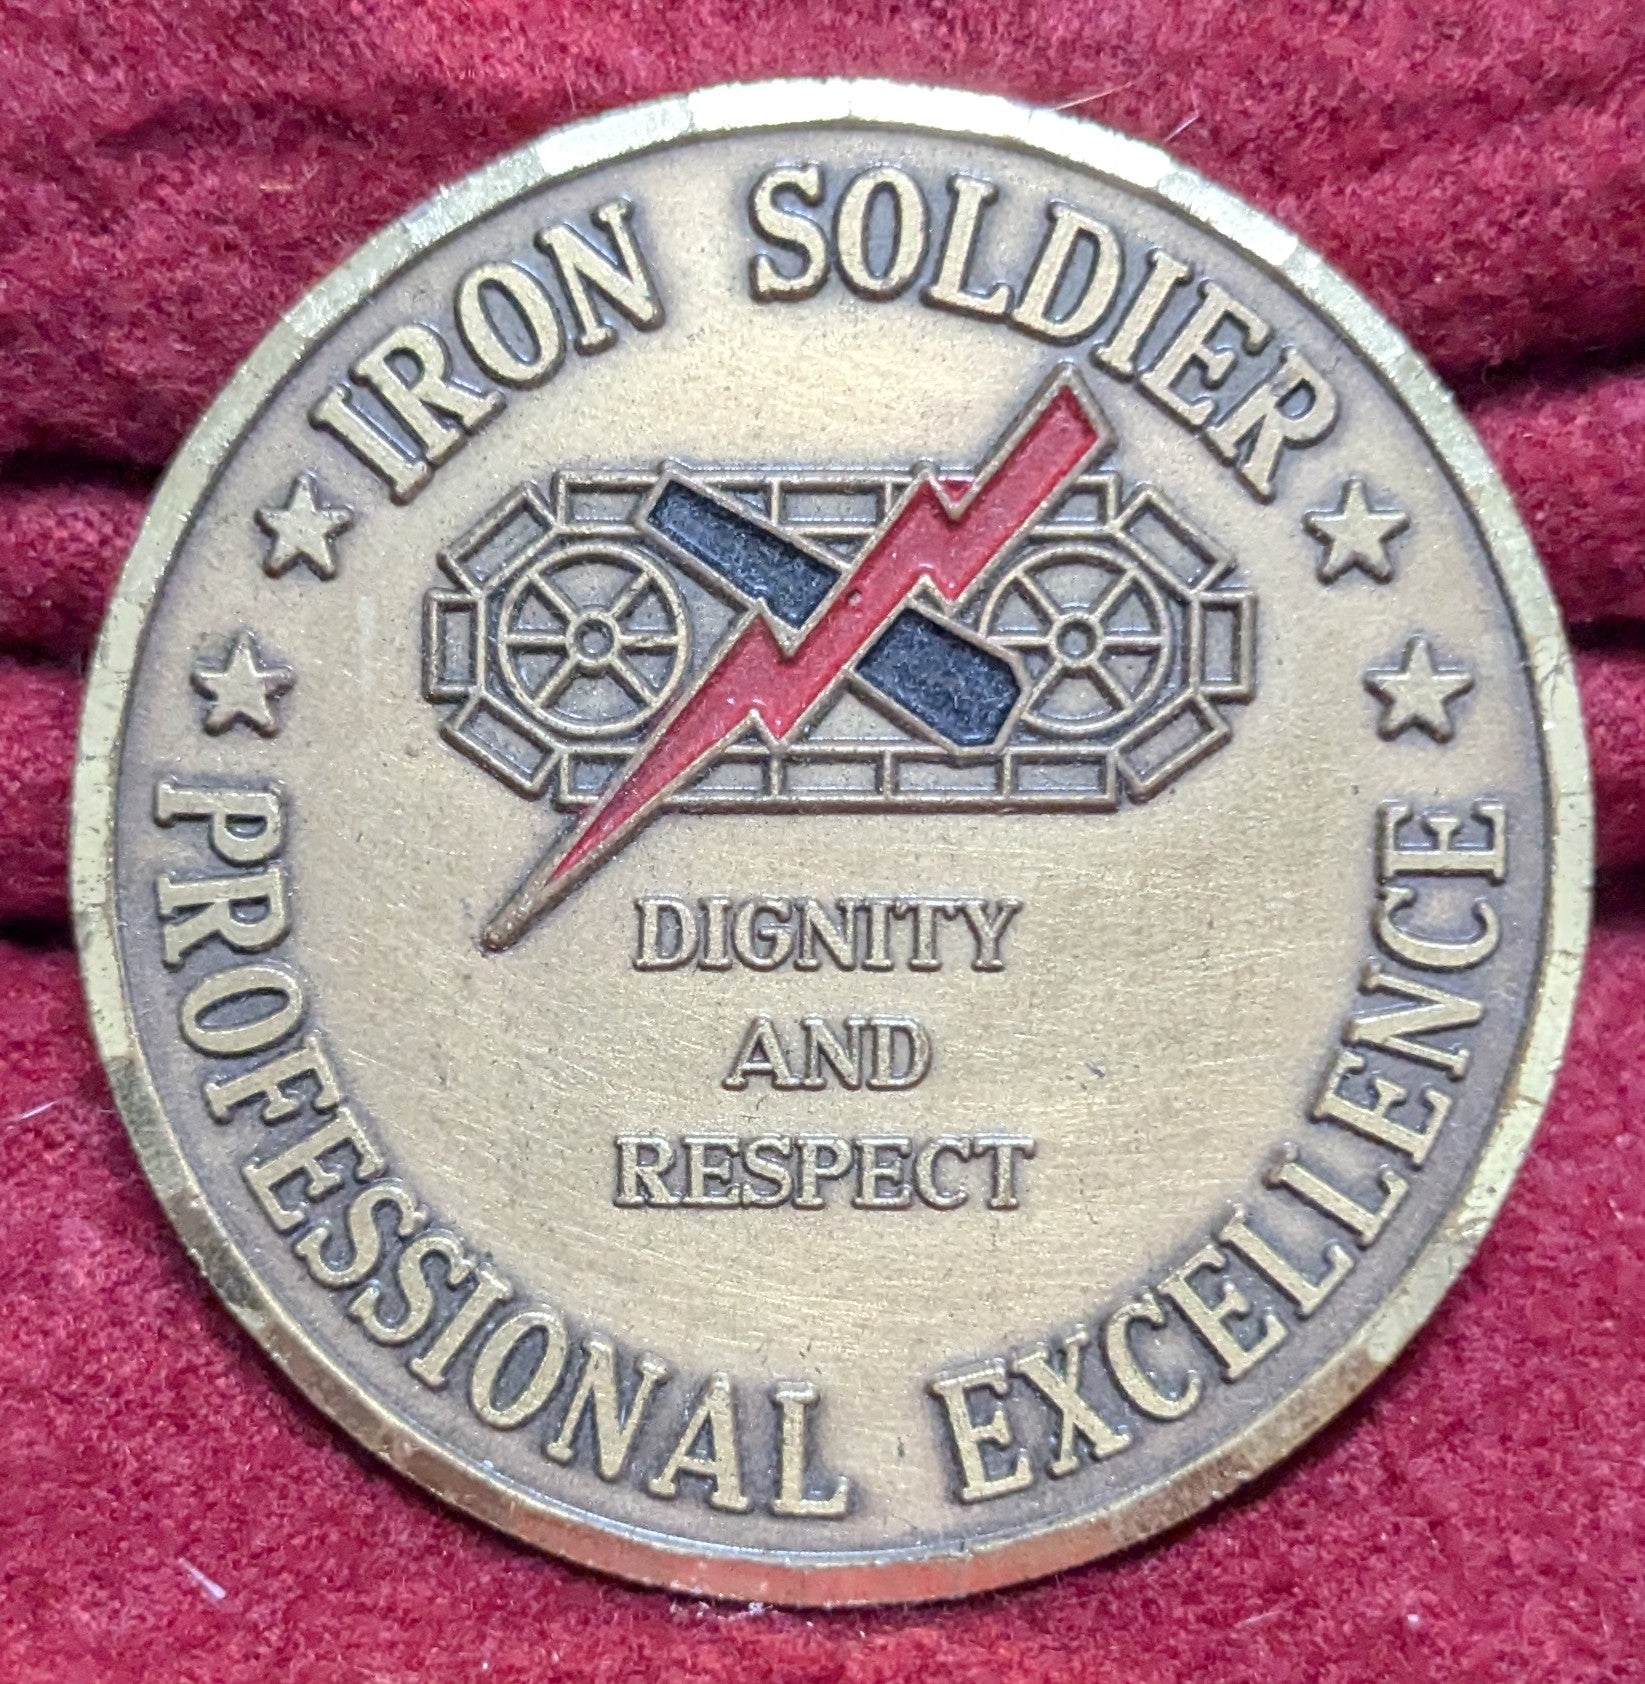 IRON SOLDIER
DIGNITY
AND
RESPECT
PROFESSIONAL EXCELLENCE